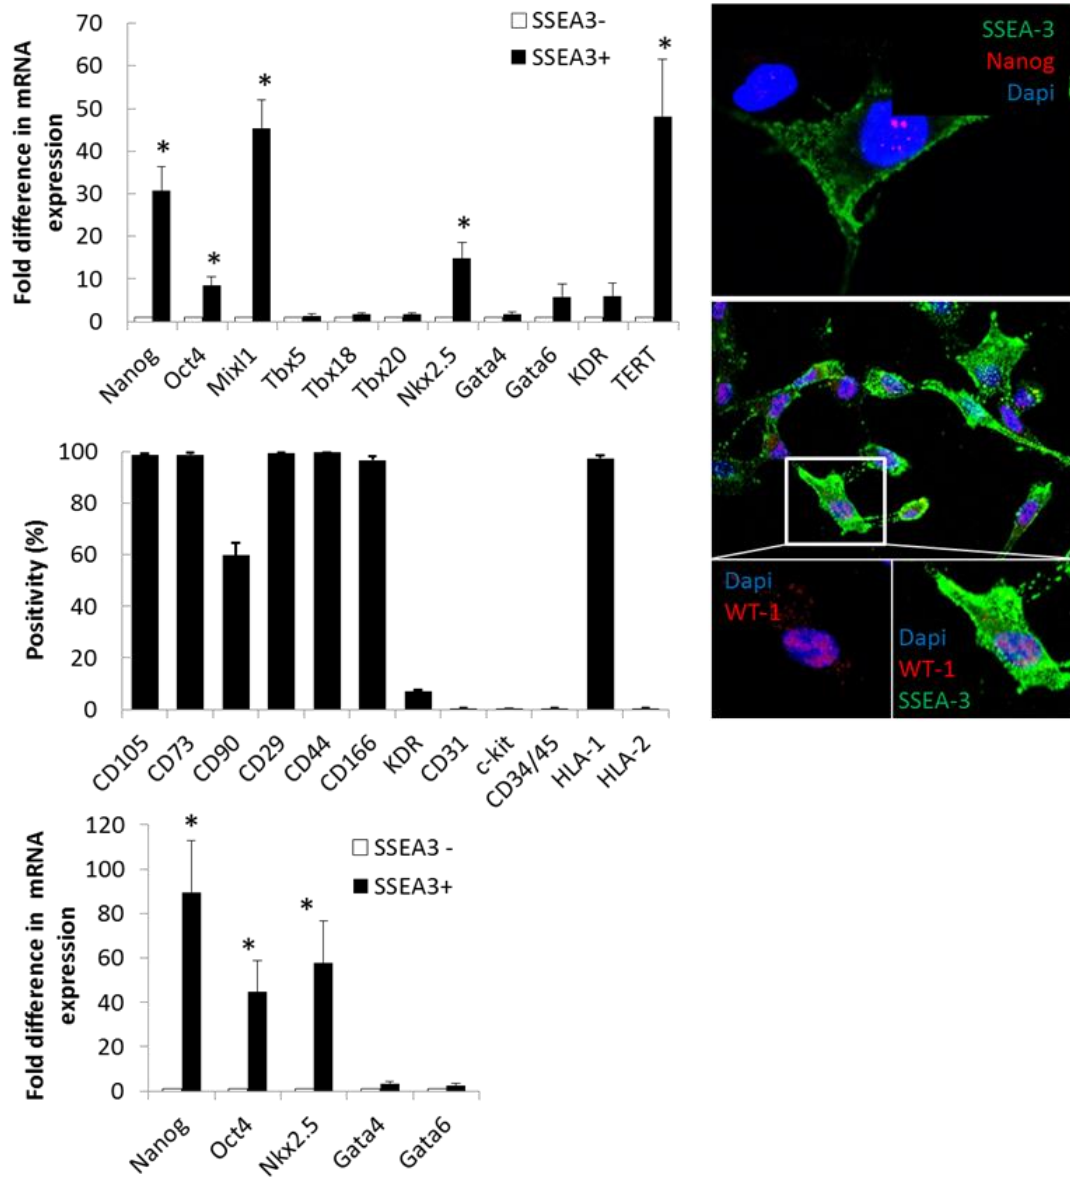 Fold difference in mRNA
expression
70
60
50
40
30
20
10
0
SSEA3-
SSEA3+
*
*
*
*
*
Nanog
Oct4
Mixl1
Tbx5
Tbx18
Tbx20
Nkx2.5
Gata4
Gata6
KDR
TERT
SSEA-3
Nanog
Dapi
Positivity (%)
100
80
60
40
20
0
CD105
CD73
CD90
CD29
CD44
CD166
KDR
CD31
c-kit
CD34/45
HLA-1
HLA-2
Dapi
WT-1
Dapi
WT-1
SSEA-3
Fold difference in mRNA
expression
120
100
80
60
40
20
0
SSEA3 -
SSEA3+
*
*
*
Nanog
Oct4
Nkx2.5
Gata4
Gata6